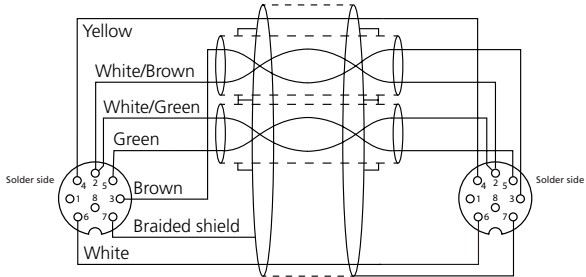 Yellow
White/Brown
White/Green
Green
Solder side
4 2 5
1 8 3
6 7
Brown
Braided shield
White
4 2 5
1 8 3
6 7
Solder side